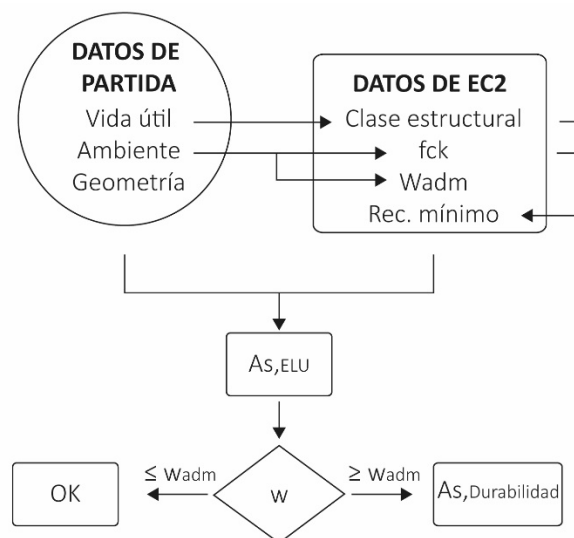 DATOS DE
PARTIDA
Vida útil
Ambiente
Geometría
DATOS DE EC2
Clase estructural
fck
Wadm
Rec. mínimo
As,ELU
≤ wadm
≥ wadm
OK
w
As,Durabilidad